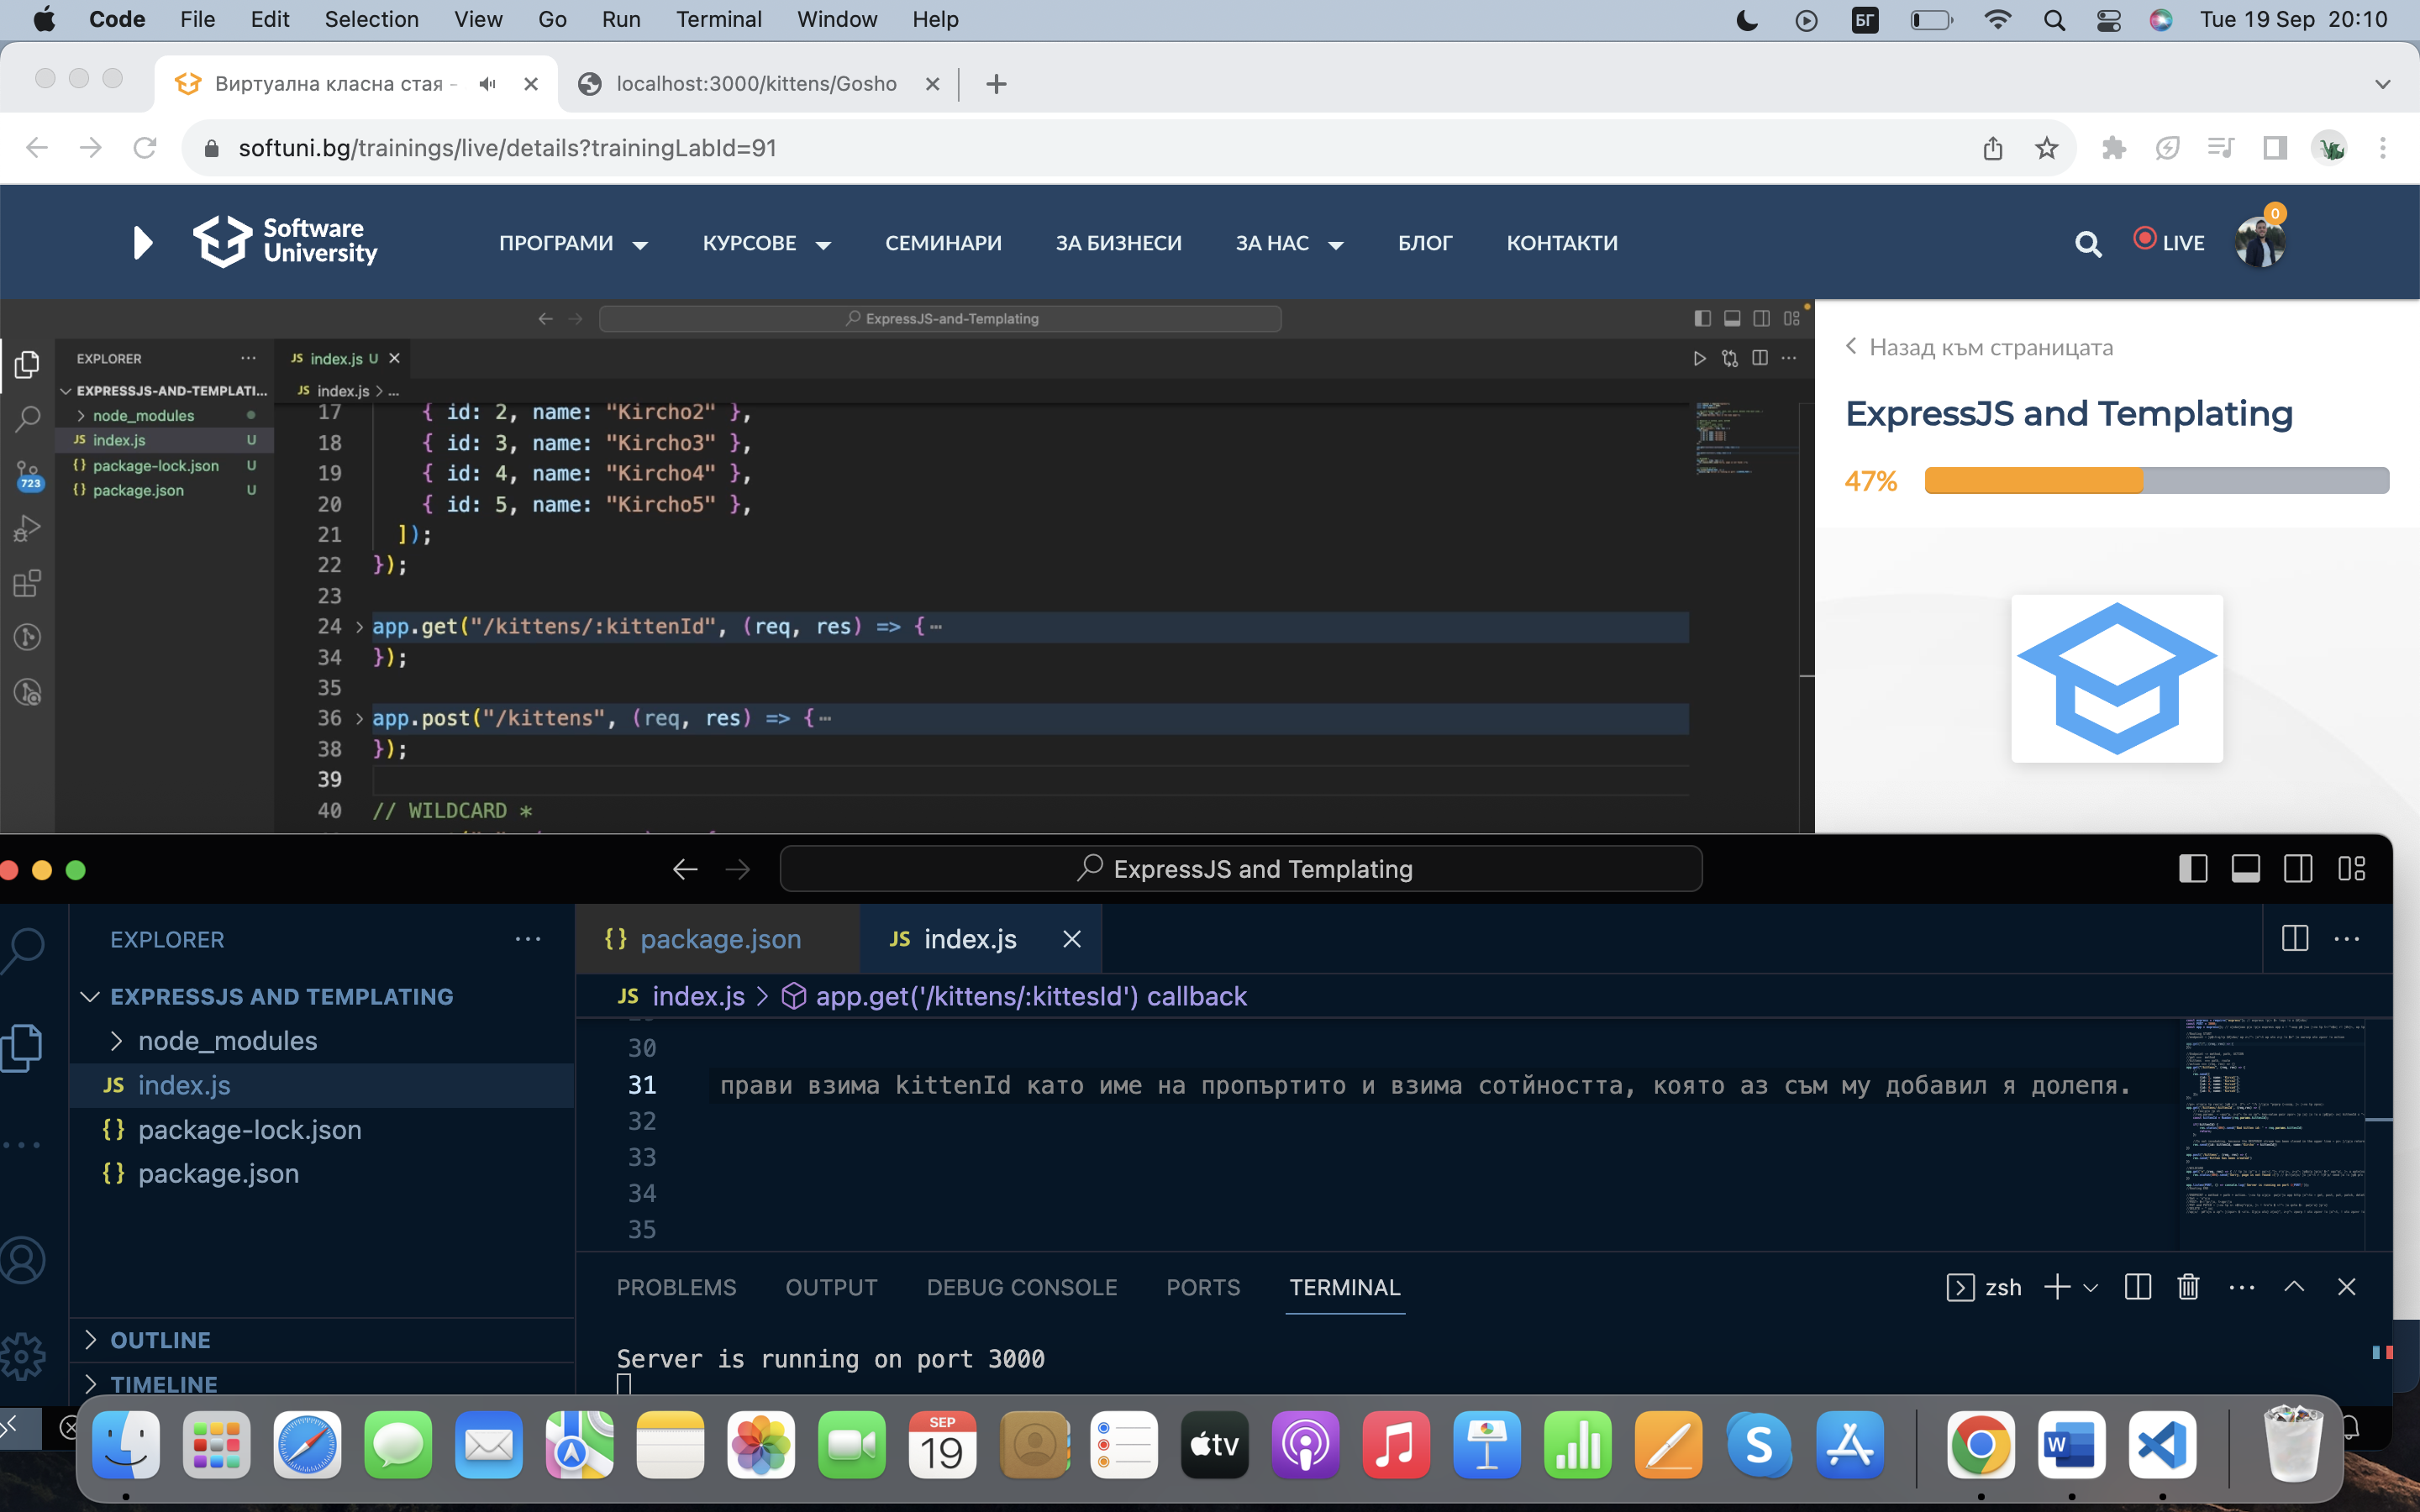 Code File Edit Selection View Go Run Terminal Window Help БГ Tue 19 Sep 20:10
Виртуална класна стая - localhost:3000/kittens/Gosho
softuni.bg/trainings/live/details?trainingLabId=91
Software University ПРОГРАМИ КУРСОВЕ СЕМИНАРИ ЗА БИЗНЕСИ ЗА НАС БЛОГ КОНТАКТИ LIVE 0
ExpressJS-and-Templating
EXPLORER
EXPRESSJS-AND-TEMPLATI...
node_modules
JS index.js U
{} package-lock.json U
{} package.json U
723
JS index.js U
JS index.js > ...
17 { id: 2, name: "Kircho2" },
18 { id: 3, name: "Kircho3" },
19 { id: 4, name: "Kircho4" },
20 { id: 5, name: "Kircho5" },
21 ]);
22 });
23
24 app.get("/kittens/:kittenId", (req, res) => {⋯
34 });
35
36 app.post("/kittens", (req, res) => {⋯
38 });
39
40 // WILDCARD *
Назад към страницата
ExpressJS and Templating
47%
ExpressJS and Templating
EXPLORER
EXPRESSJS AND TEMPLATING
node_modules
JS index.js
{} package-lock.json
{} package.json
OUTLINE
TIMELINE
{} package.json JS index.js
JS index.js > app.get('/kittens/:kittesId') callback
30
31 прави взима kittenId като име на пропъртито и взима сотйността, която аз съм му добавил я долепя.
32
33
34
35
PROBLEMS OUTPUT DEBUG CONSOLE PORTS TERMINAL zsh
Server is running on port 3000
SEP
19
tv
S
W